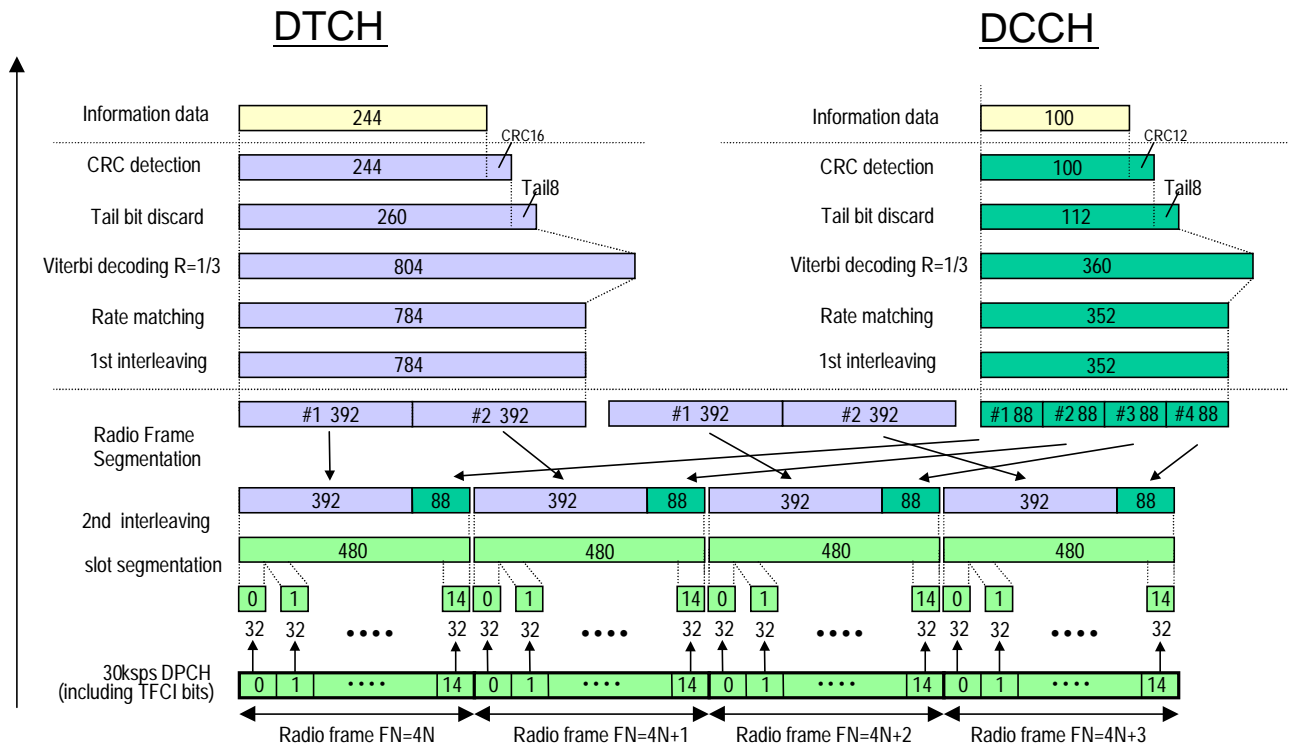 DTCH DCCH
Information data 244 Information data 100
CRC16 CRC12
CRC detection 244 CRC detection 100
Tail8 Tail8
Tail bit discard 260 Tail bit discard 112
Viterbi decoding R=1/3 804 Viterbi decoding R=1/3 360
Rate matching 784 Rate matching 352
1st interleaving 784 1st interleaving 352
#1 392 #2 392 #1 392 #2 392 #1 88 #2 88 #3 88 #4 88
Radio Frame
Segmentation
392 88 392 88 392 88 392 88
2nd interleaving
480 480 480 480
slot segmentation
0 1 14 0 1 14 0 1 14 0 1 14
32 32 •••• 32 32 32 •••• 32 32 32 •••• 32 32 32 •••• 32
30ksps DPCH
(including TFCI bits)
0 1 •••• 14 0 1 •••• 14 0 1 •••• 14 0 1 •••• 14
Radio frame FN=4N Radio frame FN=4N+1 Radio frame FN=4N+2 Radio frame FN=4N+3